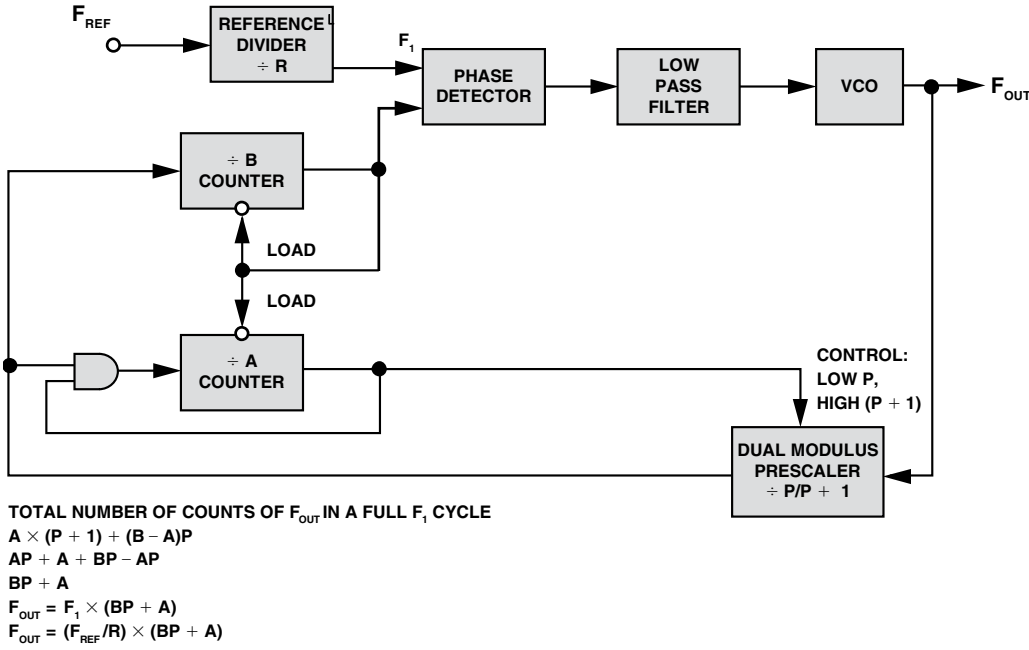 F_REF
REFERENCE
DIVIDER
÷ R
F_1
PHASE
DETECTOR
LOW
PASS
FILTER
VCO
F_OUT
÷ B
COUNTER
LOAD
LOAD
÷ A
COUNTER
CONTROL:
LOW P,
HIGH (P + 1)
DUAL MODULUS
PRESCALER
÷ P/P + 1
TOTAL NUMBER OF COUNTS OF F_OUT IN A FULL F_1 CYCLE
A × (P + 1) + (B – A)P
AP + A + BP – AP
BP + A
F_OUT = F_1 × (BP + A)
F_OUT = (F_REF /R) × (BP + A)